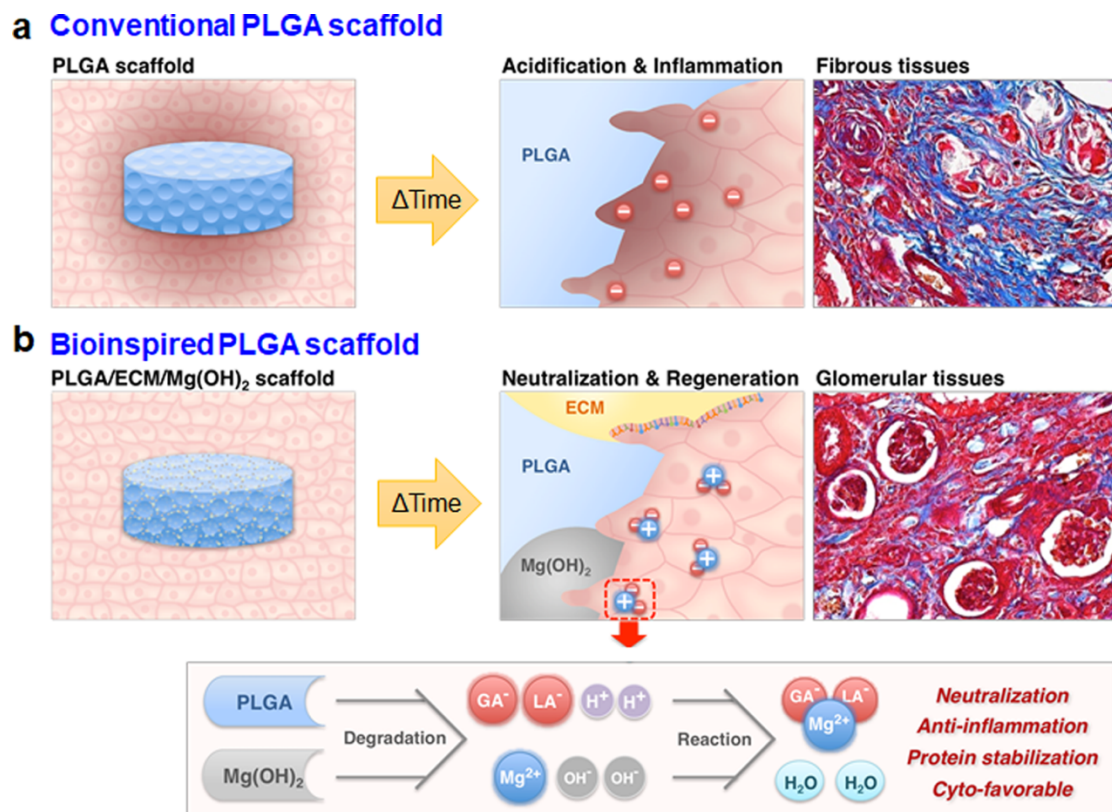 a Conventional PLGA scaffold
PLGA scaffold
Acidification & Inflammation
Fibrous tissues
PLGA
ΔTime
b Bioinspired PLGA scaffold
PLGA/ECM/Mg(OH)₂ scaffold
Neutralization & Regeneration
Glomerular tissues
ECM
PLGA
ΔTime
Mg(OH)₂
PLGA
Degradation
Mg(OH)₂
GA⁻ LA⁻ H⁺ H⁺
Mg²⁺ OH⁻ OH⁻
Reaction
GA⁻ LA⁻
Mg²⁺
H₂O H₂O
Neutralization
Anti-inflammation
Protein stabilization
Cyto-favorable